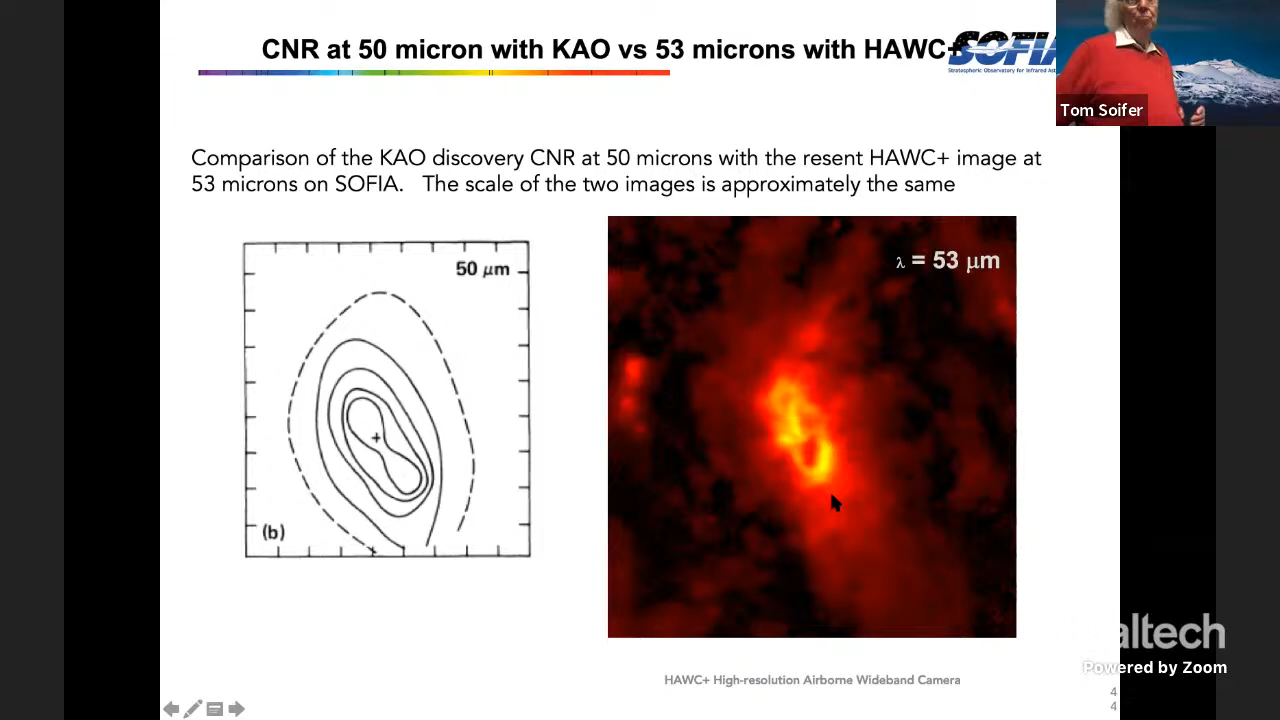 CNR at 50 micron with KAO vs 53 microns with HAWC+
SOFIA
Stratospheric Observatory for Infrared
Tom Soifer
Comparison of the KAO discovery CNR at 50 microns with the resent HAWC+ image at
53 microns on SOFIA. The scale of the two images is approximately the same
50 μm
(b)
λ = 53 μm
altech
Powered by Zoom
HAWC+ High-resolution Airborne Wideband Camera
4
4